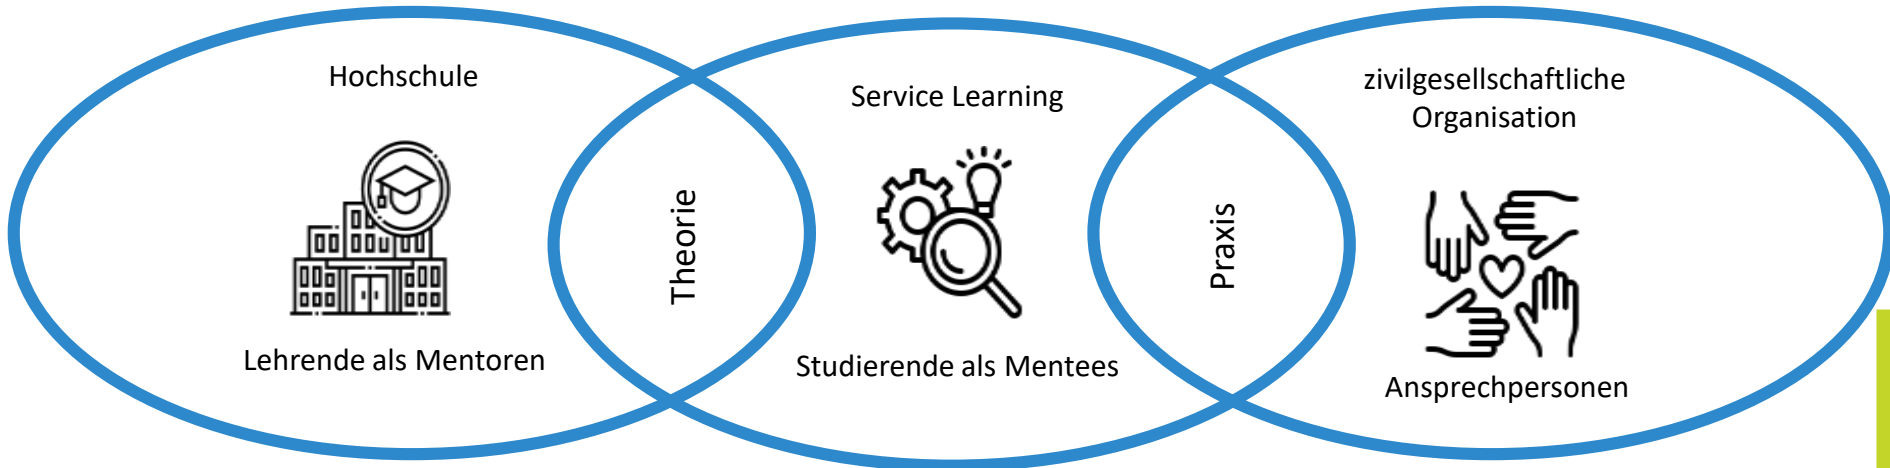 Hochschule
Lehrende als Mentoren
Theorie
Service Learning
Studierende als Mentees
Praxis
zivilgesellschaftliche
Organisation
Ansprechpersonen